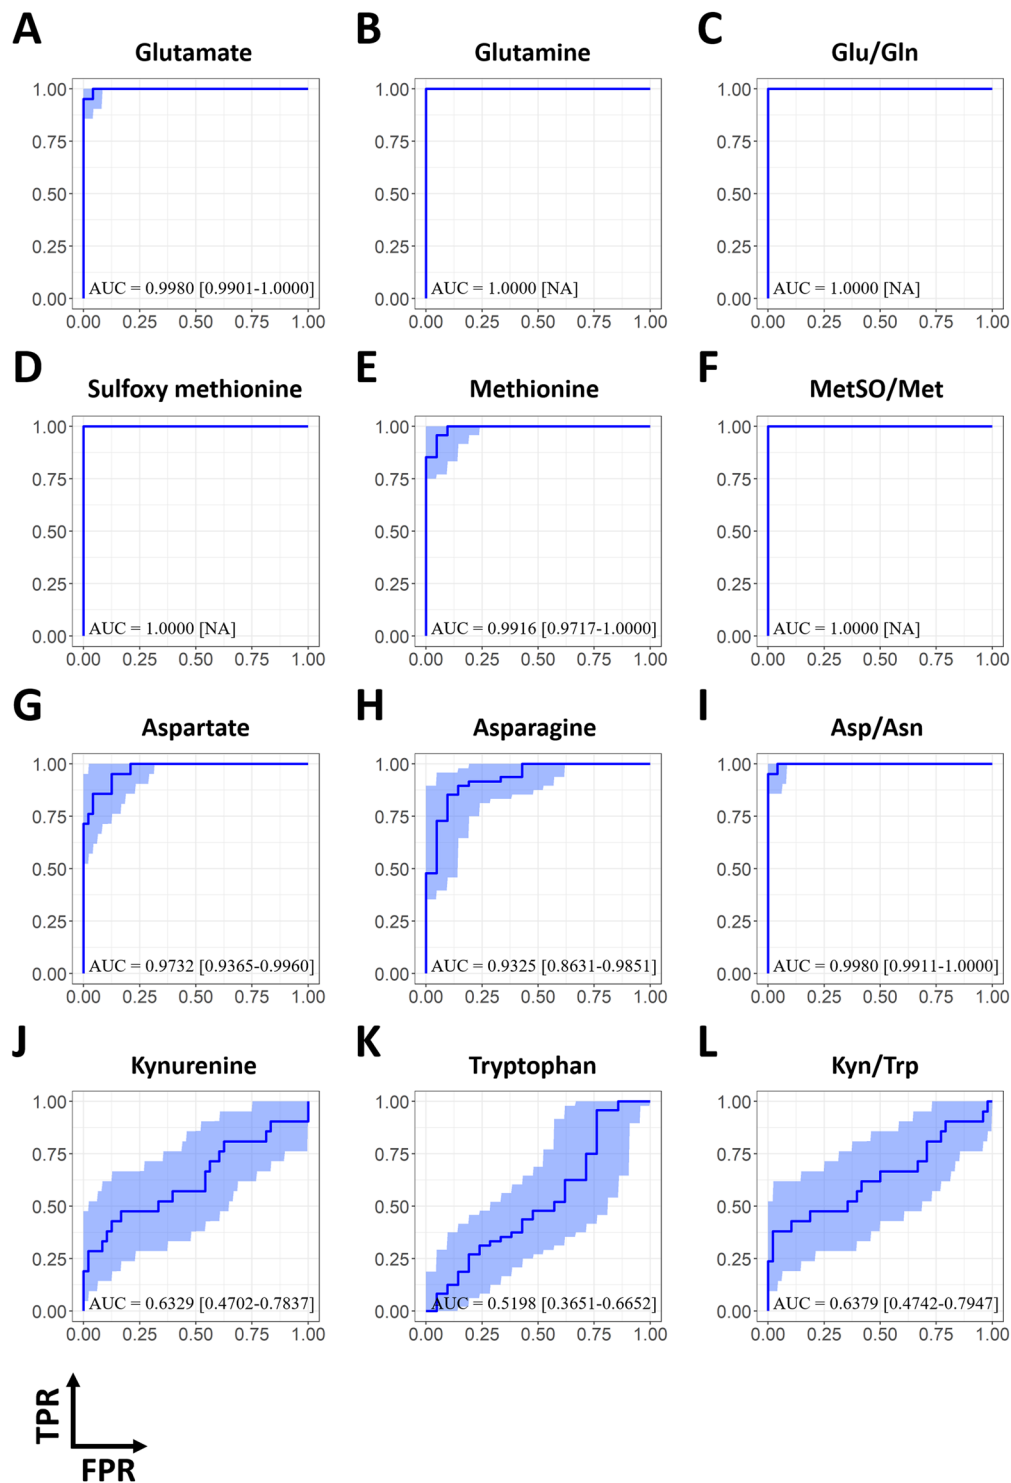 A
B
C
Glutamate
Glutamine
Glu/Gln
1.00
0.75
0.50
0.25
0.00
AUC = 0.9980 [0.9901-1.0000]
0.00 0.25 0.50 0.75 1.00
1.00
0.75
0.50
0.25
0.00
AUC = 1.0000 [NA]
0.00 0.25 0.50 0.75 1.00
1.00
0.75
0.50
0.25
0.00
AUC = 1.0000 [NA]
0.00 0.25 0.50 0.75 1.00
D
E
F
Sulfoxy methionine
Methionine
MetSO/Met
1.00
0.75
0.50
0.25
0.00
AUC = 1.0000 [NA]
0.00 0.25 0.50 0.75 1.00
1.00
0.75
0.50
0.25
0.00
AUC = 0.9916 [0.9717-1.0000]
0.00 0.25 0.50 0.75 1.00
1.00
0.75
0.50
0.25
0.00
AUC = 1.0000 [NA]
0.00 0.25 0.50 0.75 1.00
G
H
I
Aspartate
Asparagine
Asp/Asn
1.00
0.75
0.50
0.25
0.00
AUC = 0.9732 [0.9365-0.9960]
0.00 0.25 0.50 0.75 1.00
1.00
0.75
0.50
0.25
0.00
AUC = 0.9325 [0.8631-0.9851]
0.00 0.25 0.50 0.75 1.00
1.00
0.75
0.50
0.25
0.00
AUC = 0.9980 [0.9911-1.0000]
0.00 0.25 0.50 0.75 1.00
J
K
L
Kynurenine
Tryptophan
Kyn/Trp
1.00
0.75
0.50
0.25
0.00
AUC = 0.6329 [0.4702-0.7837]
0.00 0.25 0.50 0.75 1.00
1.00
0.75
0.50
0.25
0.00
AUC = 0.5198 [0.3651-0.6652]
0.00 0.25 0.50 0.75 1.00
1.00
0.75
0.50
0.25
0.00
AUC = 0.6379 [0.4742-0.7947]
0.00 0.25 0.50 0.75 1.00
TPR
FPR